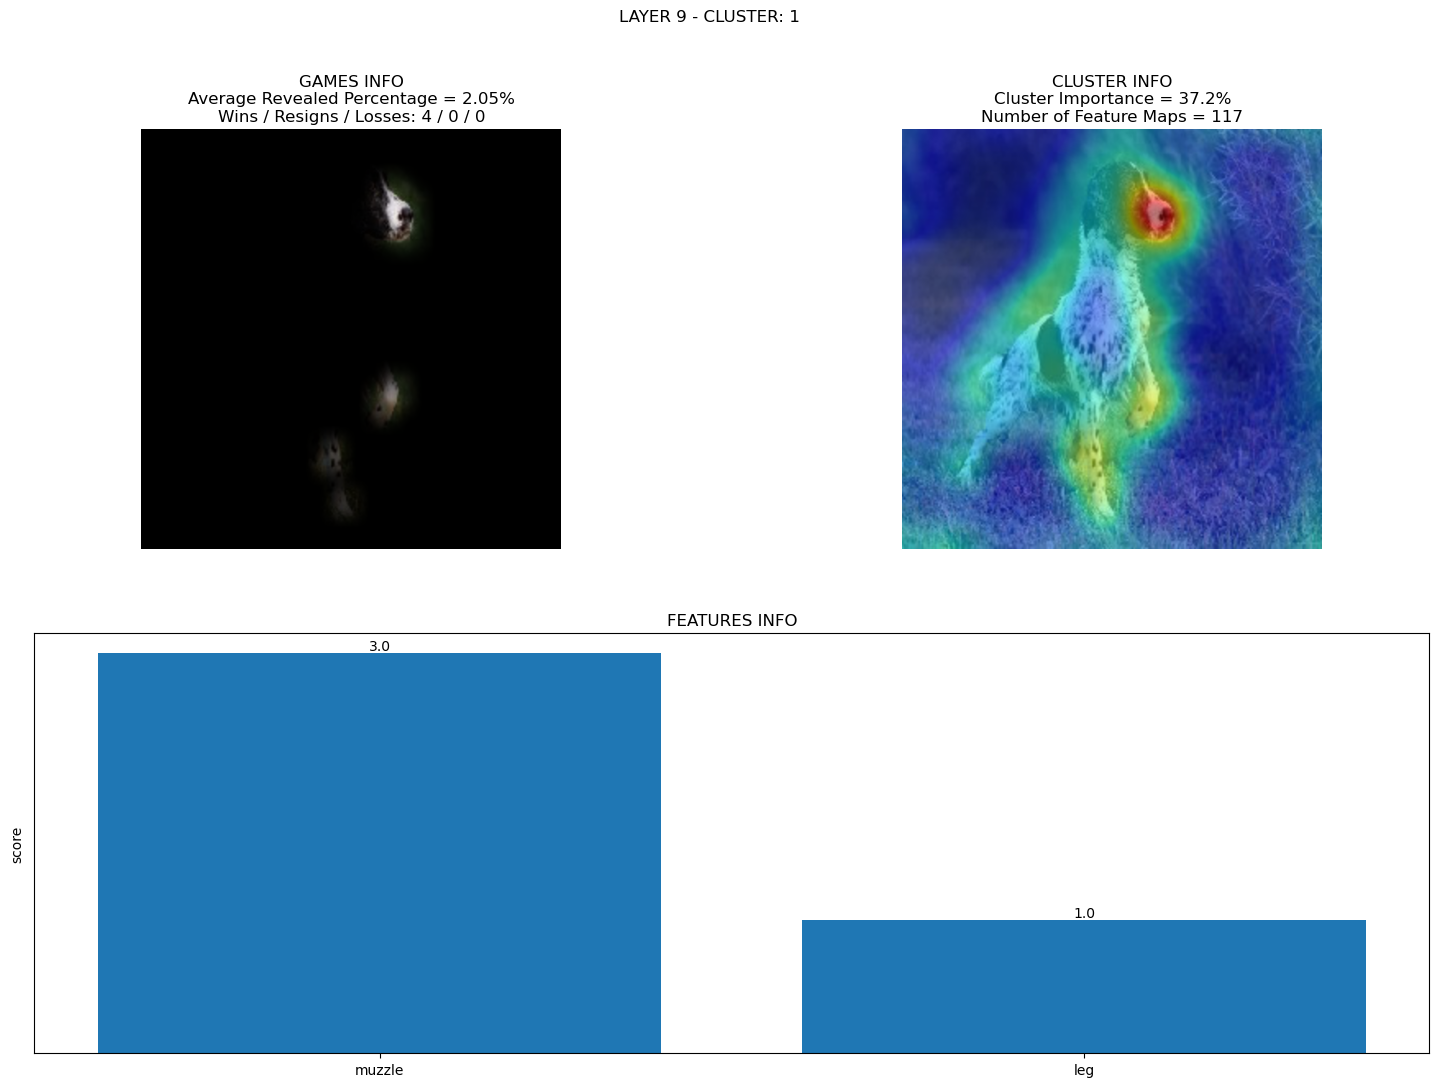 LAYER 9 - CLUSTER: 1
GAMES INFO
Average Revealed Percentage = 2.05%
Wins / Resigns / Losses: 4 / 0 / 0
CLUSTER INFO
Cluster Importance = 37.2%
Number of Feature Maps = 117
FEATURES INFO
3.0
1.0
score
muzzle
leg